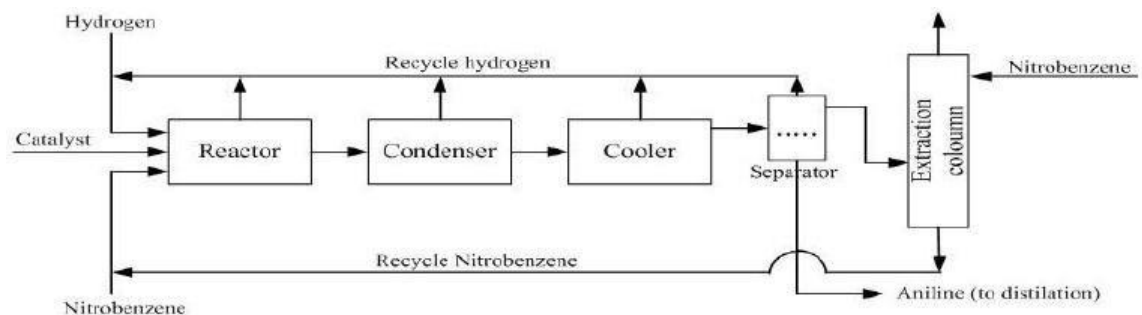 Hydrogen
Recycle hydrogen
Nitrobenzene
Catalyst
Reactor
Condenser
Cooler
Separator
Extraction
coloumn
Recycle Nitrobenzene
Aniline (to distilation)
Nitrobenzene